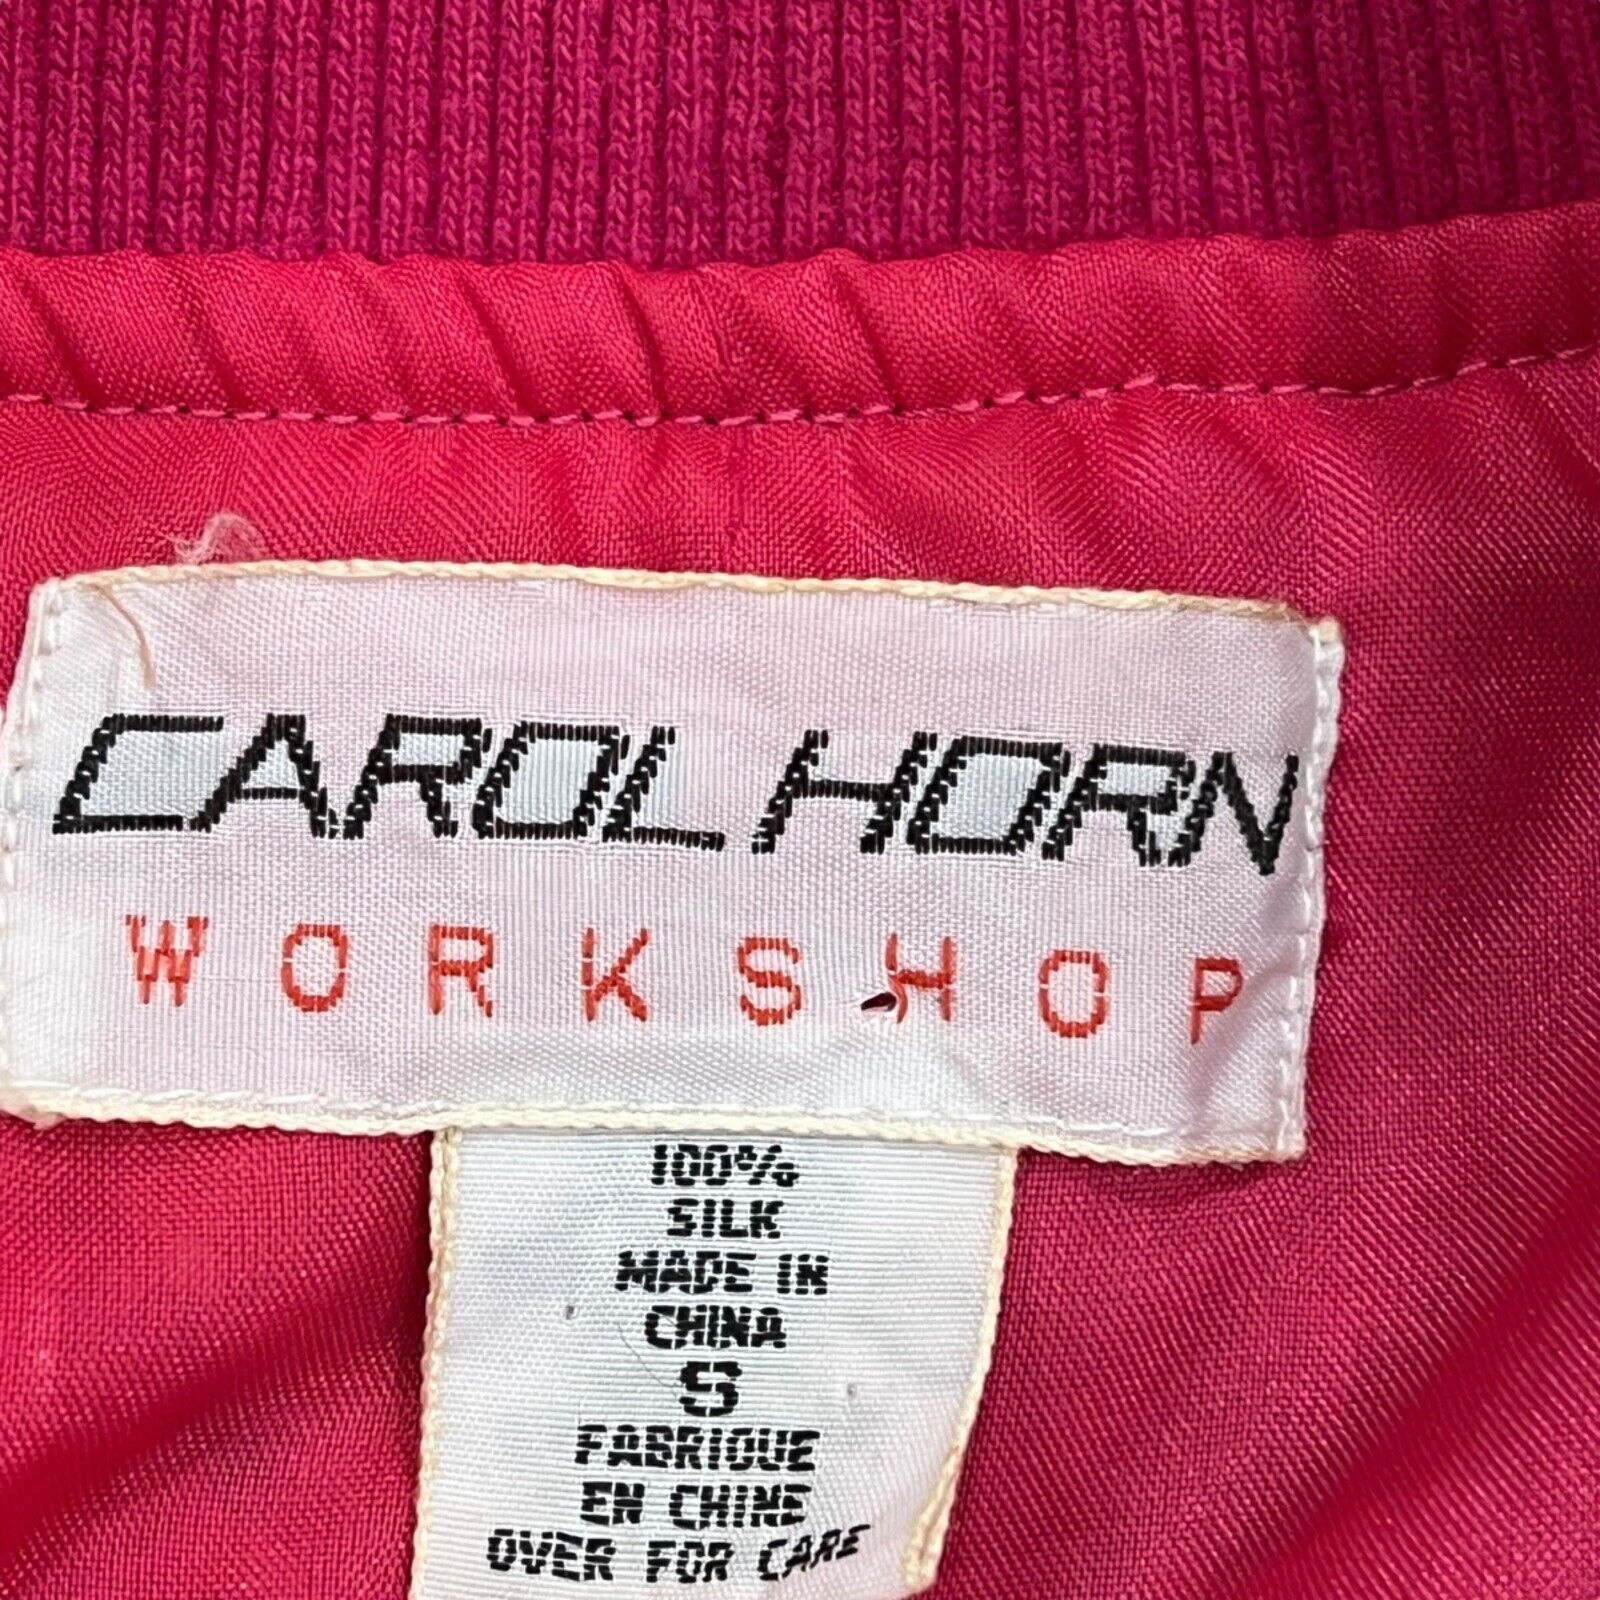 CAROL HORN
WORKSHOP
100%
SILK
MADE IN
CHINA
S
FABRIQUE
EN CHINE
OVER FOR CARE